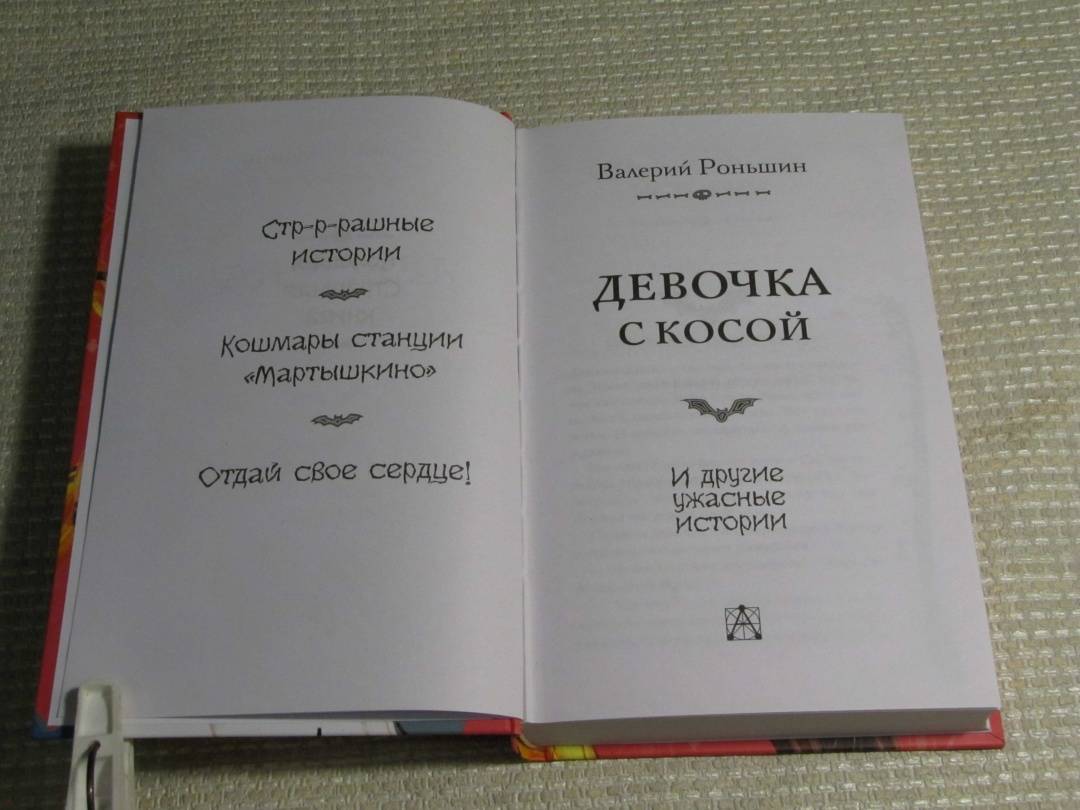 Стр-р-рашные
истории
Кошмары станции
«Мартышкино»
Отдай свое сердце!
Валерий Роньшин
ДЕВОЧКА
С КОСОЙ
И другие
ужасные
истории